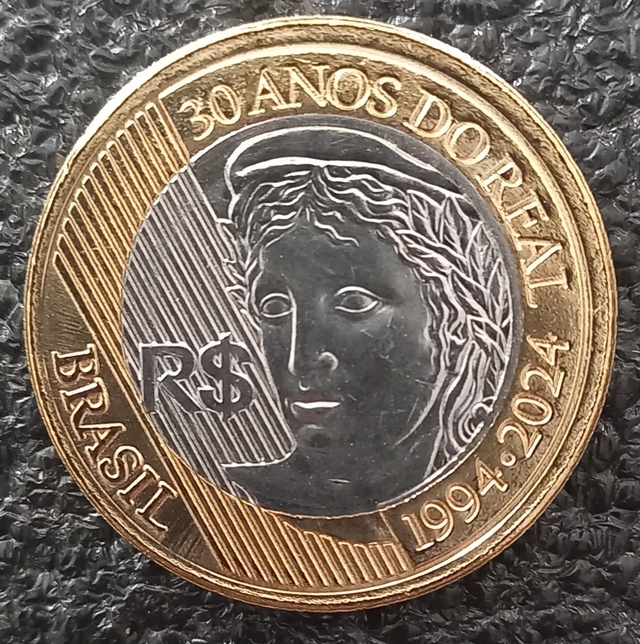 30 ANOS DO REAL
1994•2024
BRASIL
R$